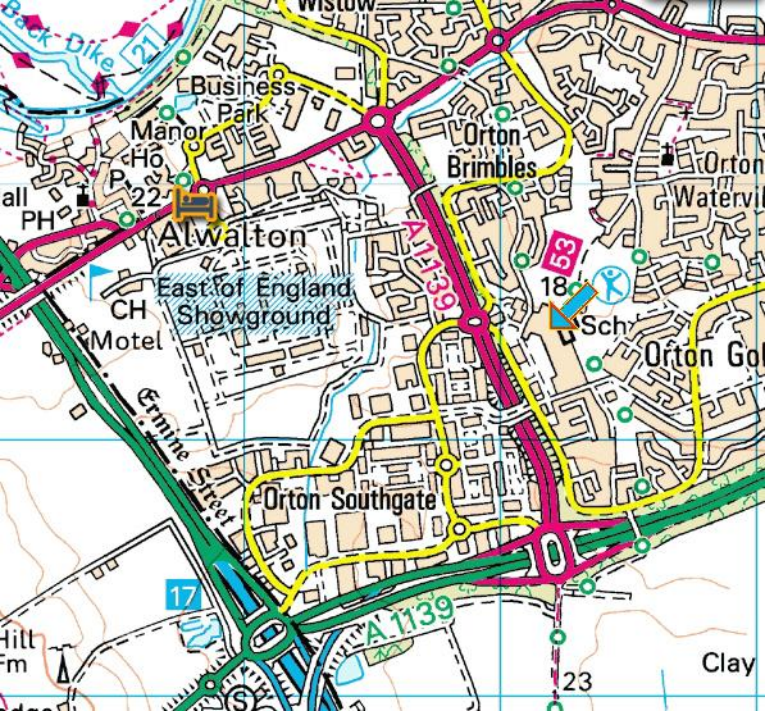 Wistow
Back Dike
21
Business
Park
Manor
Ho
P
22
all
PH
Alwalton
Orton
Brimbles
Orton
Watervil
A 1139
53
18
Sch
East of England
Showground
CH
Motel
Orton Gol
Ermine Street
Orton Southgate
17
A 1139
Hill
Fm
S
23
Clay